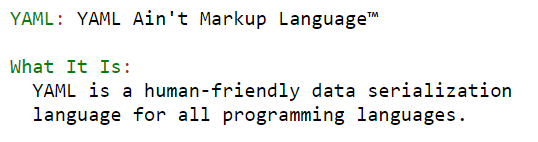 YAML: YAML Ain't Markup Language™
What It Is:
YAML is a human-friendly data serialization
language for all programming languages.